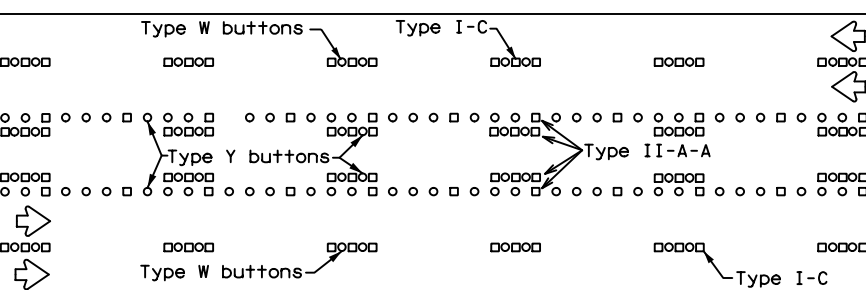 Type W buttons
Type I-C
Type Y buttons
Type II-A-A
Type W buttons
Type I-C